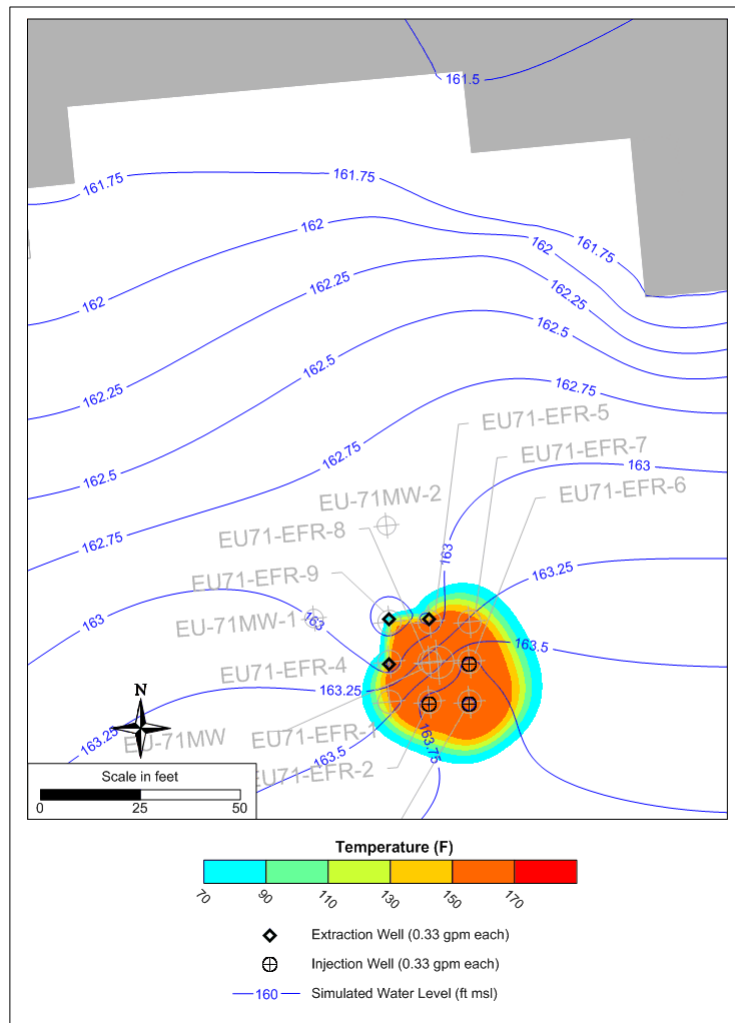 161.5
161.75
161.75
162
161.75
162
162
162.25
162.25
162.25
162.5
162.5
162.75
162.5
162.75
162.75
EU71-EFR-5
EU71-EFR-7
EU71-EFR-6
163
EU-71MW-2
EU71-EFR-8
163
163.25
EU71-EFR-9
EU-71MW-1
163
163
163.5
EU71-EFR-4
163.25
N
163.25
EU-71MW
EU71-EFR-1
163.5
163.75
EU71-EFR-2
Scale in feet
0 25 50
Temperature (F)
70 90 110 130 150 170
Extraction Well (0.33 gpm each)
Injection Well (0.33 gpm each)
160 Simulated Water Level (ft msl)